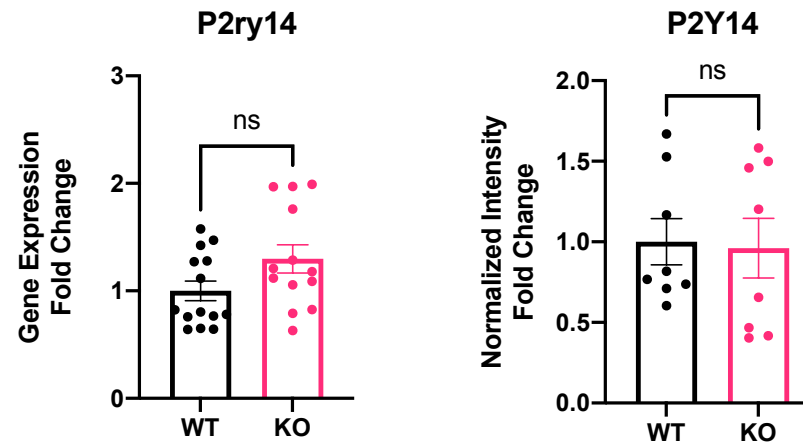 P2ry14
Gene Expression
Fold Change
3
2
1
0
ns
WT
KO
P2Y14
Normalized Intensity
Fold Change
2.0
1.5
1.0
0.5
0.0
ns
WT
KO